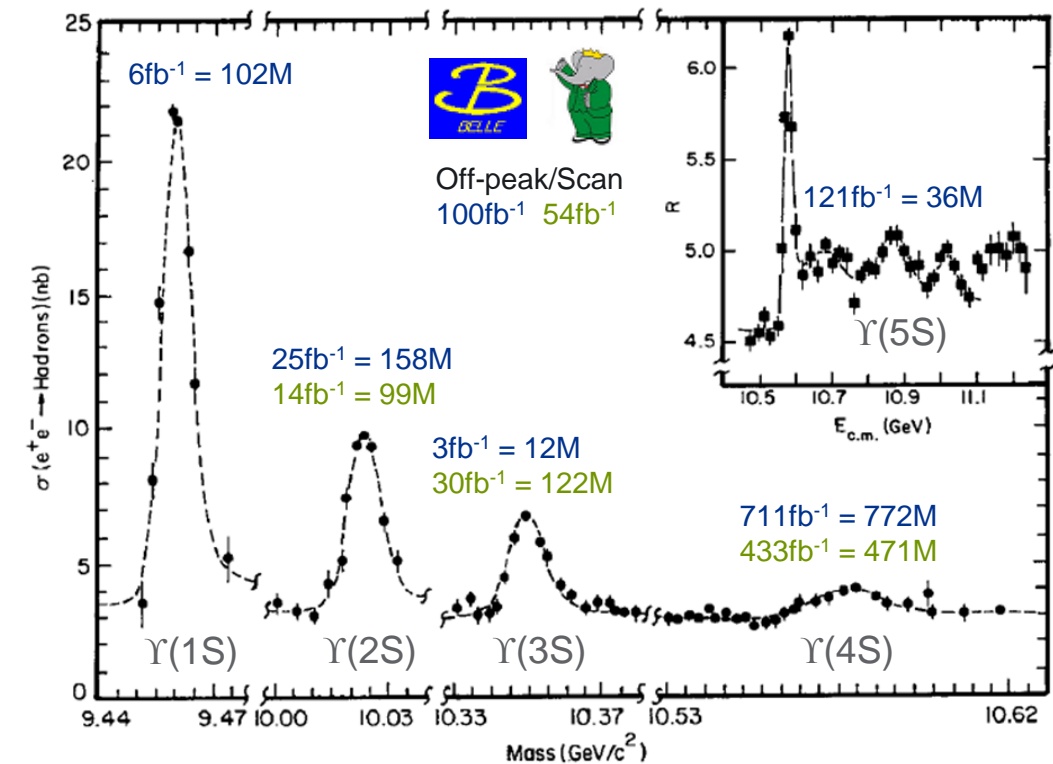 25
20
15
10
5
0
σ(e⁺e⁻→Hadrons)(nb)
6fb⁻¹ = 102M
BELLE
Off-peak/Scan
100fb⁻¹ 54fb⁻¹
25fb⁻¹ = 158M
14fb⁻¹ = 99M
3fb⁻¹ = 12M
30fb⁻¹ = 122M
711fb⁻¹ = 772M
433fb⁻¹ = 471M
ϒ(1S)
ϒ(2S)
ϒ(3S)
ϒ(4S)
9.44 9.47 10.00 10.03 10.33 10.37 10.53 10.62
Mass (GeV/c²)
6.0
5.5
5.0
4.5
R
121fb⁻¹ = 36M
ϒ(5S)
10.5 10.7 10.9 11.1
E_c.m. (GeV)